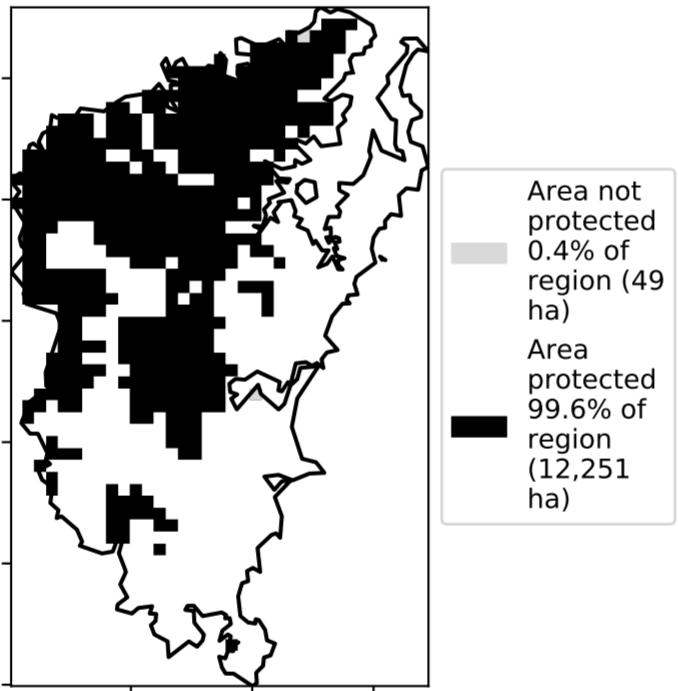 Area not
protected
0.4% of
region (49
ha)
Area
protected
99.6% of
region
(12,251
ha)